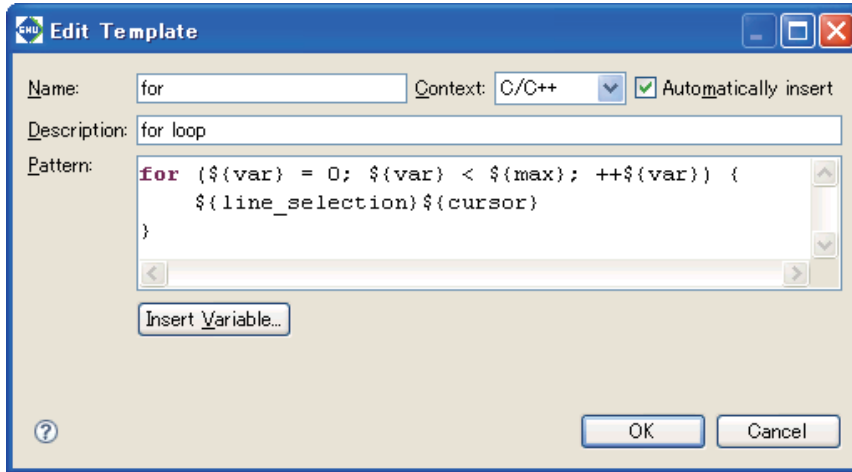 GNU Edit Template
Name: for Context: C/C++ Automatically insert
Description: for loop
Pattern:
for (${var} = 0; ${var} < ${max}; ++${var}) {
    ${line_selection}${cursor}
}
Insert Variable...
? OK Cancel